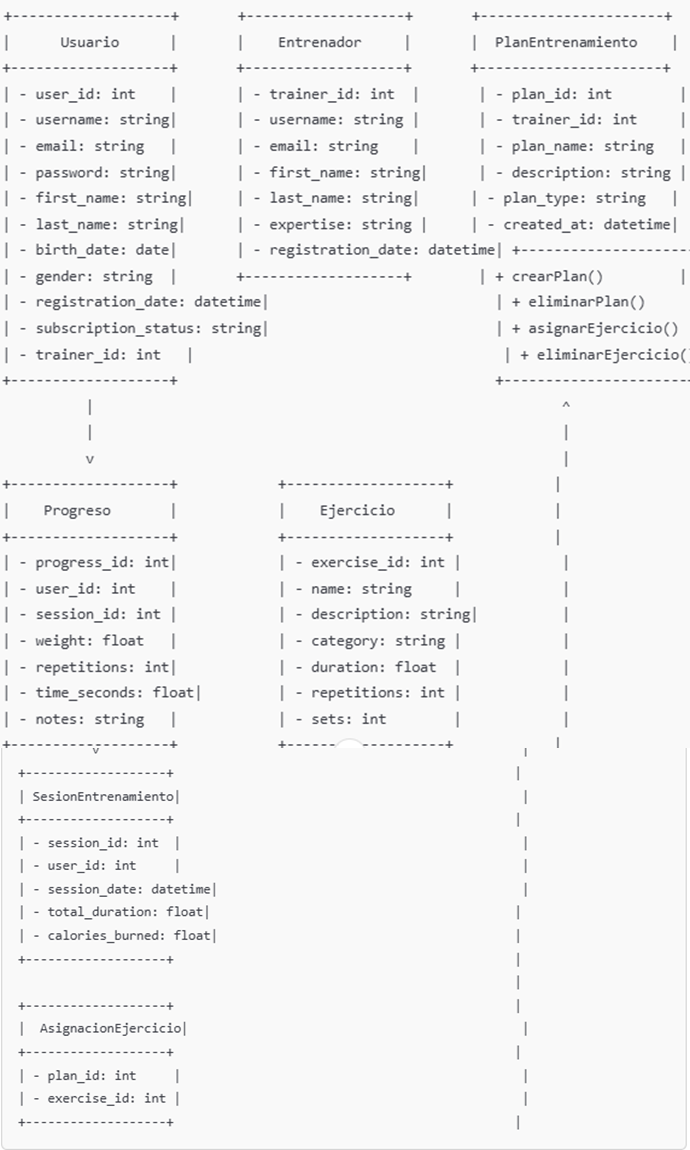 +------------------+       +------------------+       +--------------------+
|      Usuario      |       |    Entrenador     |       |  PlanEntrenamiento    |
+------------------+       +------------------+       +--------------------+
| - user_id: int    |       | - trainer_id: int  |       | - plan_id: int        |
| - username: string|       | - username: string |       | - trainer_id: int     |
| - email: string   |       | - email: string    |       | - plan_name: string   |
| - password: string|       | - first_name: string|      | - description: string |
| - first_name: string|     | - last_name: string|      | - plan_type: string   |
| - last_name: string|      | - expertise: string |     | - created_at: datetime|
| - birth_date: date|       | - registration_date: datetime| +-------------------
| - gender: string  |       +------------------+        | + crearPlan()         |
| - registration_date: datetime|                          | + eliminarPlan()
| - subscription_status: string|                          | + asignarEjercicio()
| - trainer_id: int   |                                    | + eliminarEjercicio()
+------------------+                                     +--------------------
          |                                                      ^
          |                                                      |
          v                                                      |
+------------------+            +------------------+            |
|    Progreso       |            |    Ejercicio      |           |
+------------------+            +------------------+            |
| - progress_id: int|            | - exercise_id: int |           |
| - user_id: int    |            | - name: string     |           |
| - session_id: int |            | - description: string|         |
| - weight: float   |            | - category: string |           |
| - repetitions: int|            | - duration: float  |           |
| - time_seconds: float|         | - repetitions: int |           |
| - notes: string   |            | - sets: int        |           |
+------------------+            +------------------+            |
          v                                                  |
+------------------+                                        |
| SesionEntrenamiento|                                       |
+------------------+                                        |
| - session_id: int  |                                       |
| - user_id: int     |                                       |
| - session_date: datetime|                                  |
| - total_duration: float|                                  |
| - calories_burned: float|                                  |
+------------------+                                        |
                                                            |
+------------------+                                        |
|  AsignacionEjercicio|                                      |
+------------------+                                        |
| - plan_id: int     |                                       |
| - exercise_id: int |                                       |
+------------------+                                        |